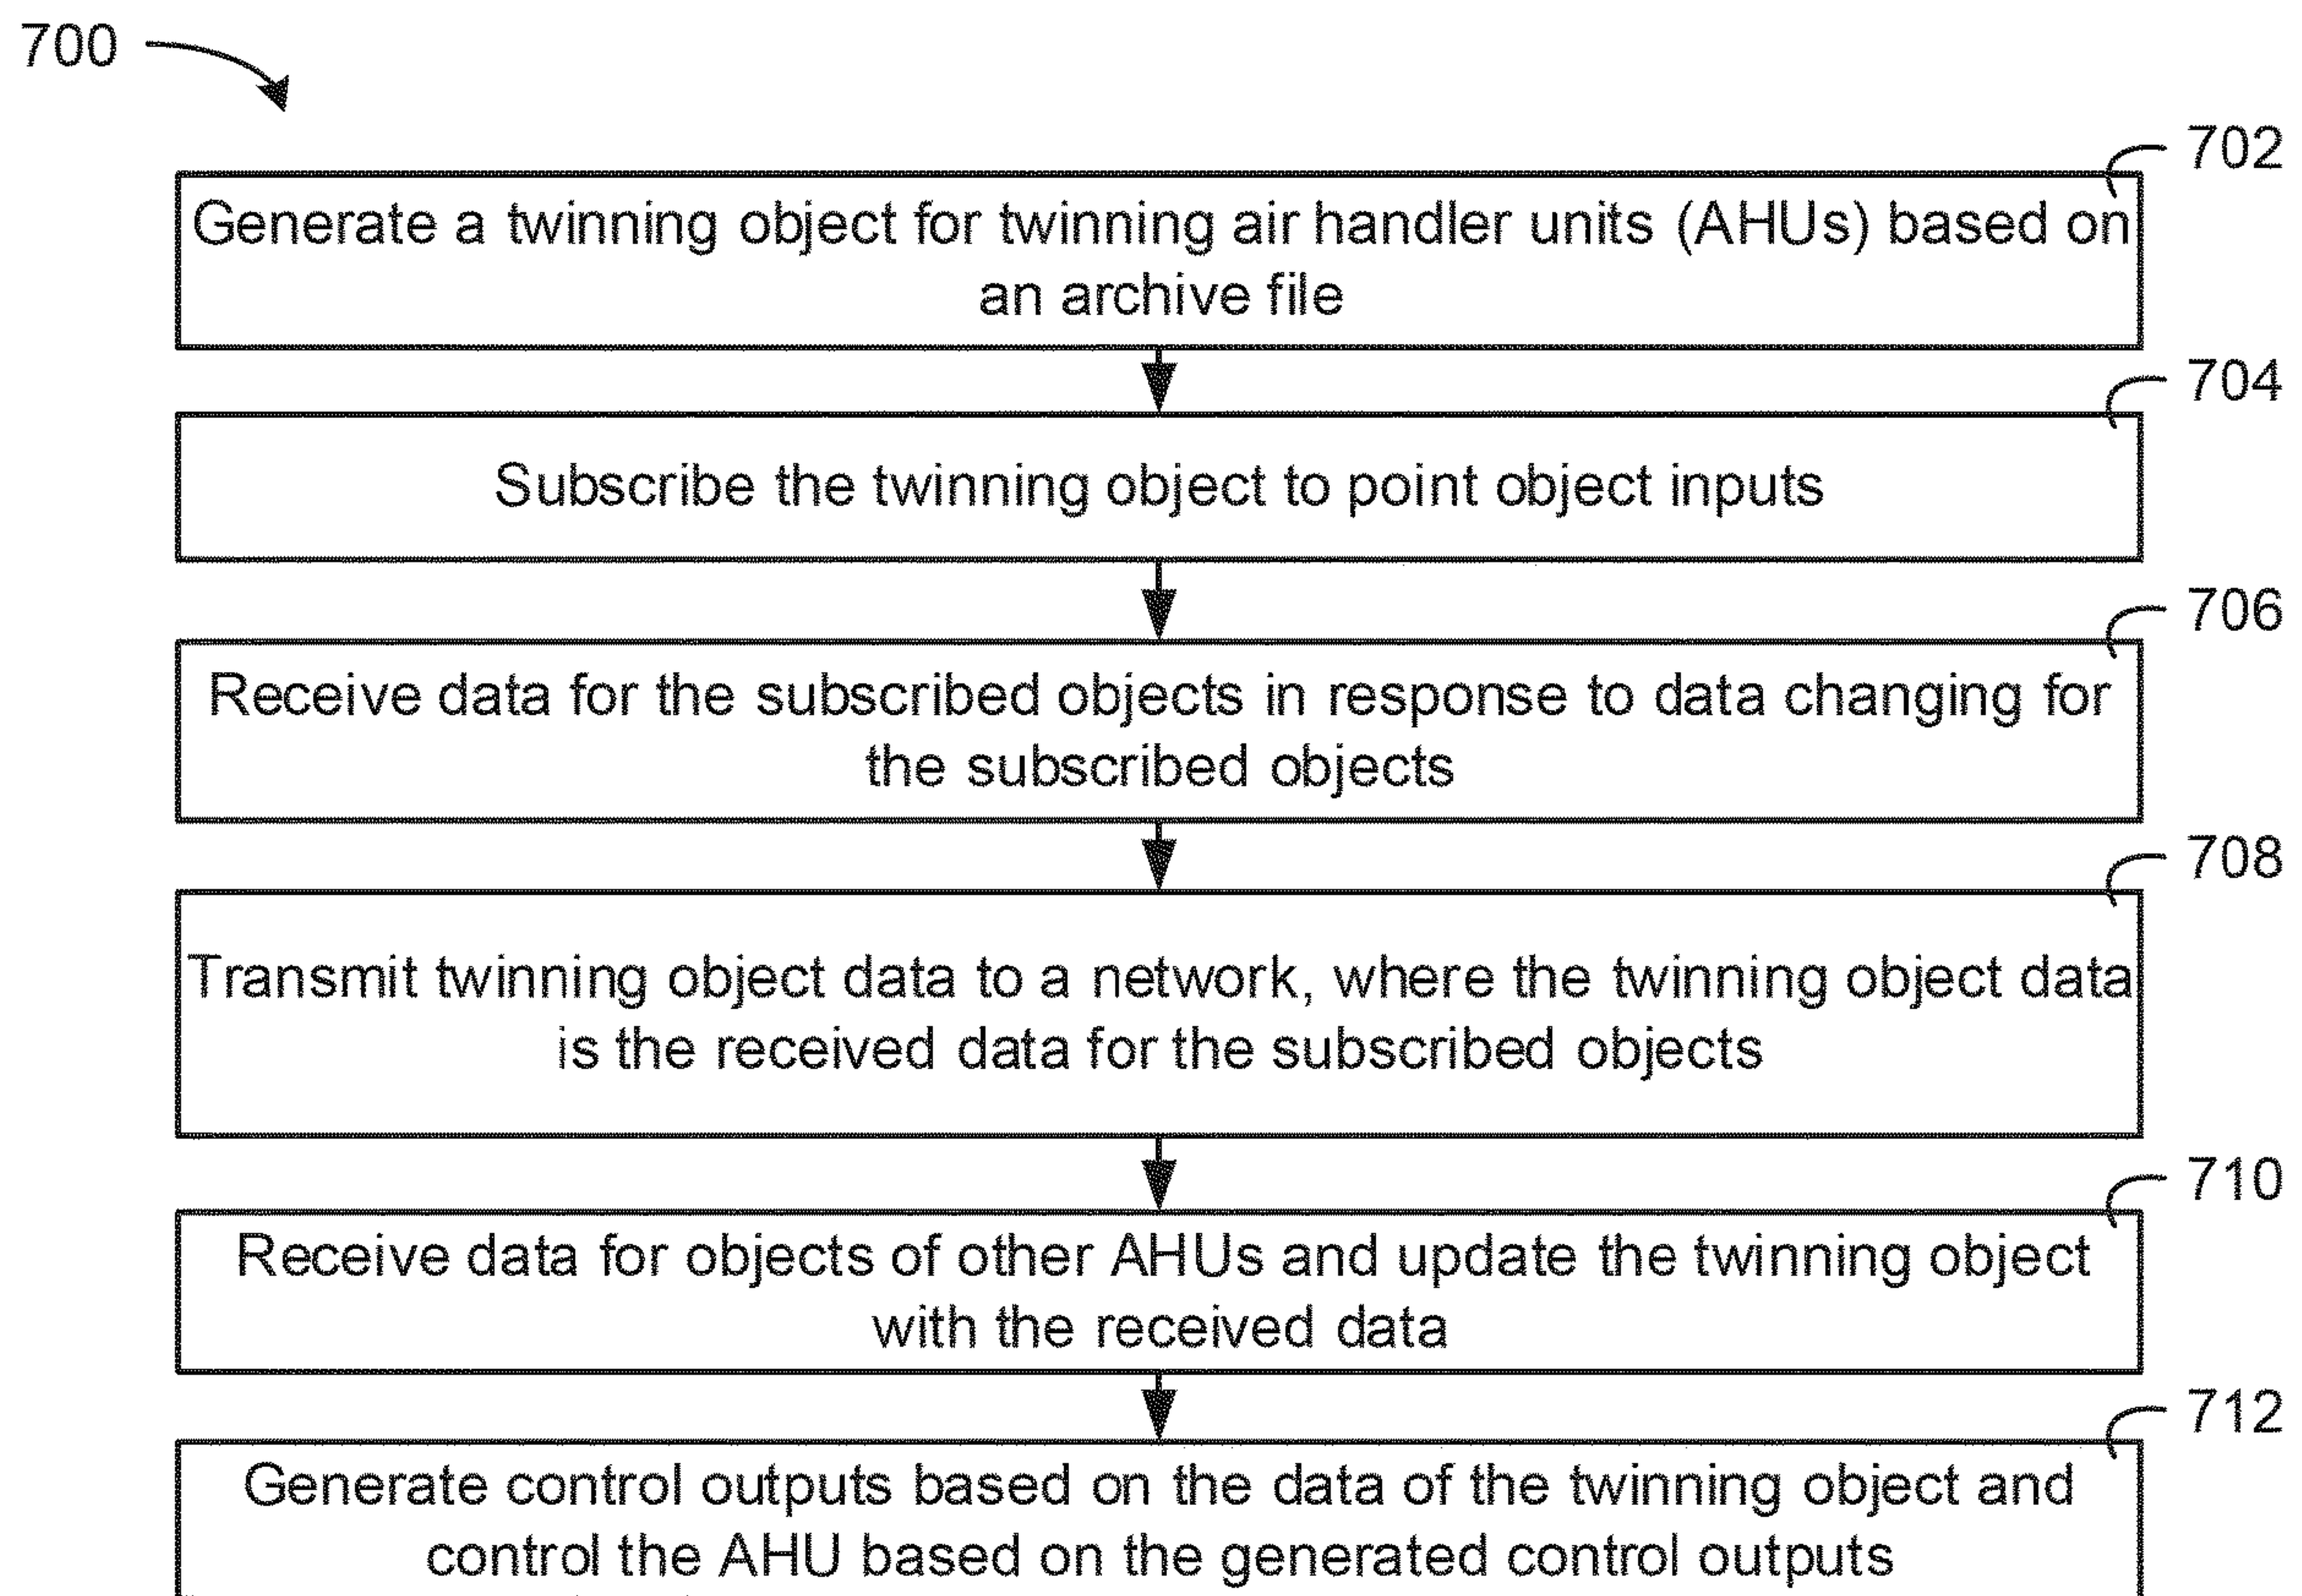 700
702
Generate a twinning object for twinning air handler units (AHUs) based on
an archive file
704
Subscribe the twinning object to point object inputs
706
Receive data for the subscribed objects in response to data changing for
the subscribed objects
708
Transmit twinning object data to a network, where the twinning object data
is the received data for the subscribed objects
710
Receive data for objects of other AHUs and update the twinning object
with the received data
712
Generate control outputs based on the data of the twinning object and
control the AHU based on the generated control outputs